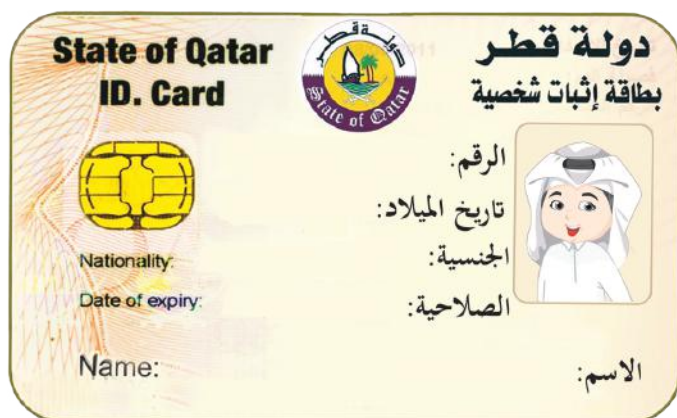 State of Qatar
ID. Card
دولة قطر
State of Qatar
دولة قطر
بطاقة إثبات شخصية
الرقم:
تاريخ الميلاد:
Nationality:
الجنسية:
Date of expiry:
الصلاحية:
Name:
الاسم: